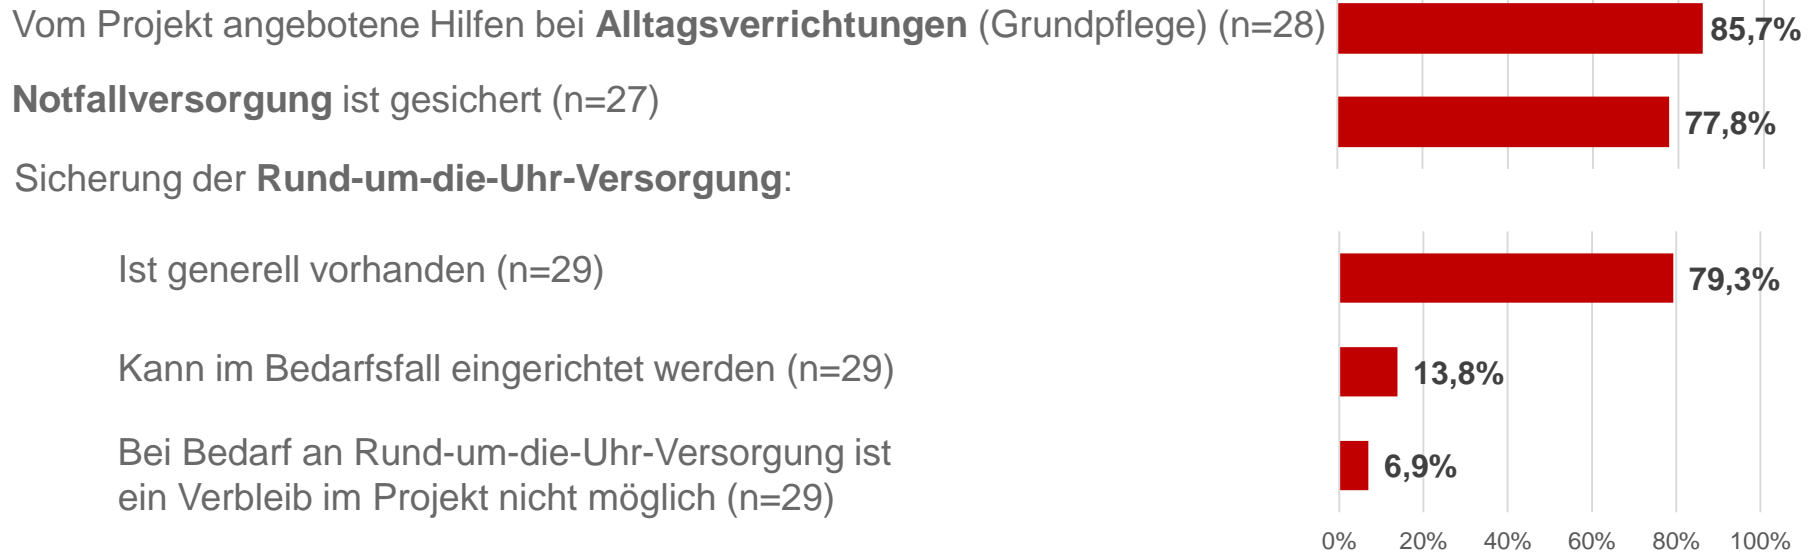 Vom Projekt angebotene Hilfen bei Alltagsverrichtungen (Grundpflege) (n=28)
85,7%
Notfallversorgung ist gesichert (n=27)
77,8%
Sicherung der Rund-um-die-Uhr-Versorgung:
Ist generell vorhanden (n=29)
79,3%
Kann im Bedarfsfall eingerichtet werden (n=29)
13,8%
Bei Bedarf an Rund-um-die-Uhr-Versorgung ist
ein Verbleib im Projekt nicht möglich (n=29)
6,9%
0% 20% 40% 60% 80% 100%